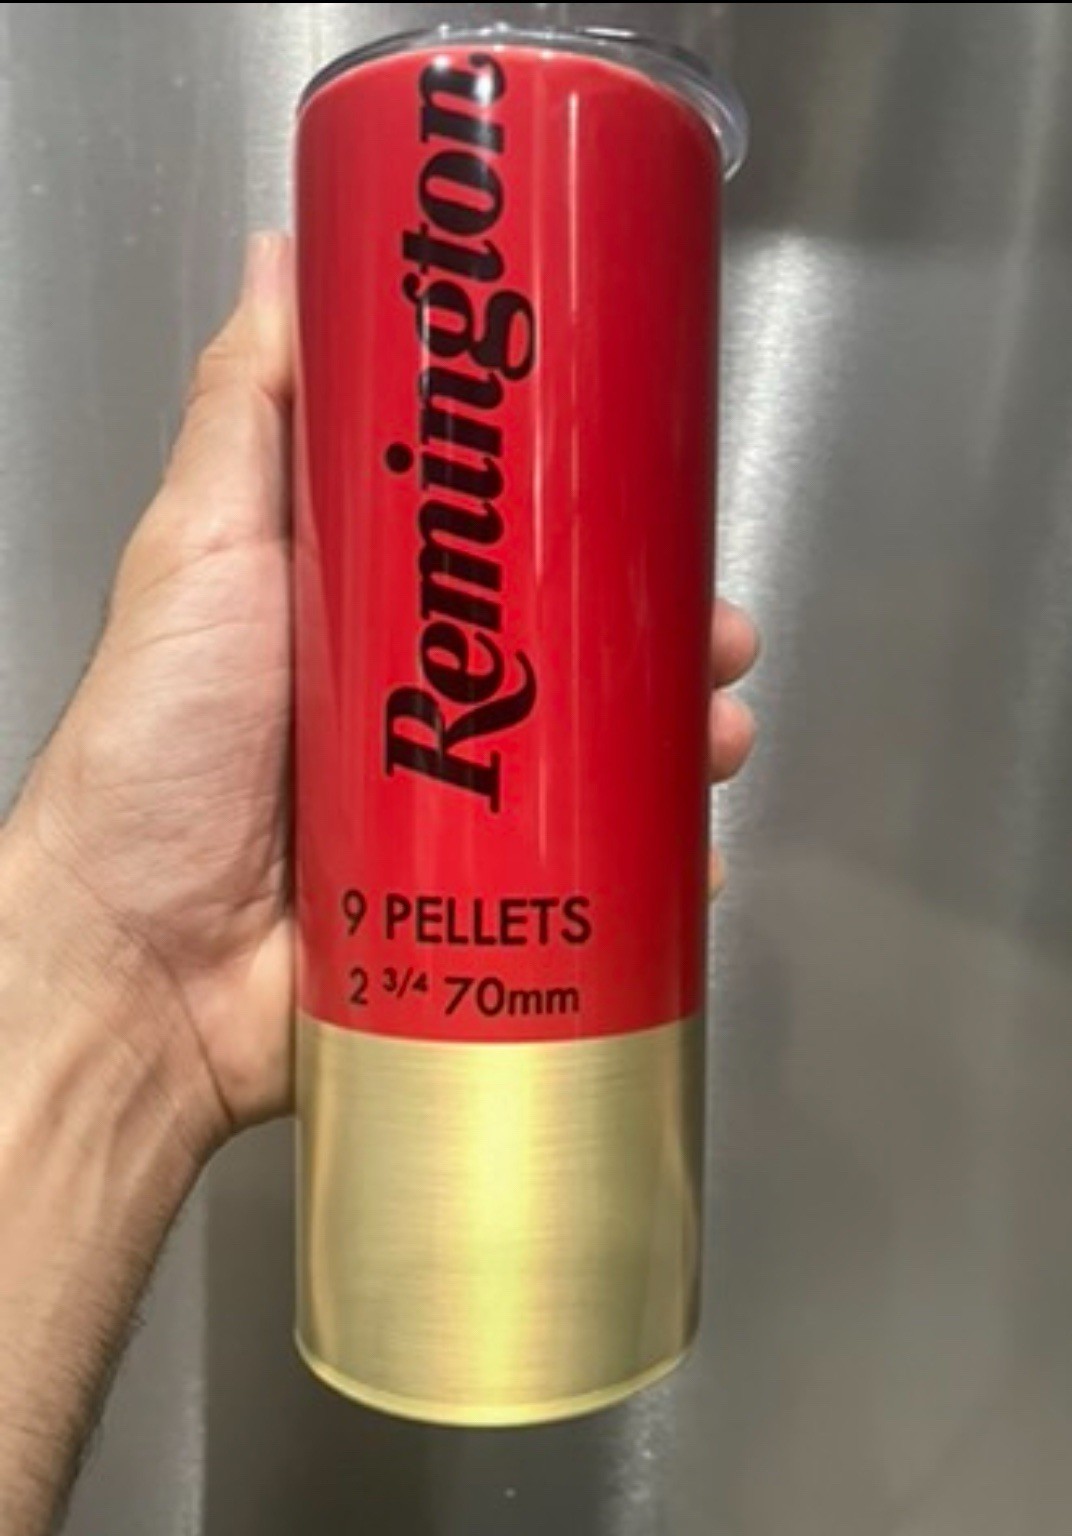 Remington
9 PELLETS
2 3/4 70mm